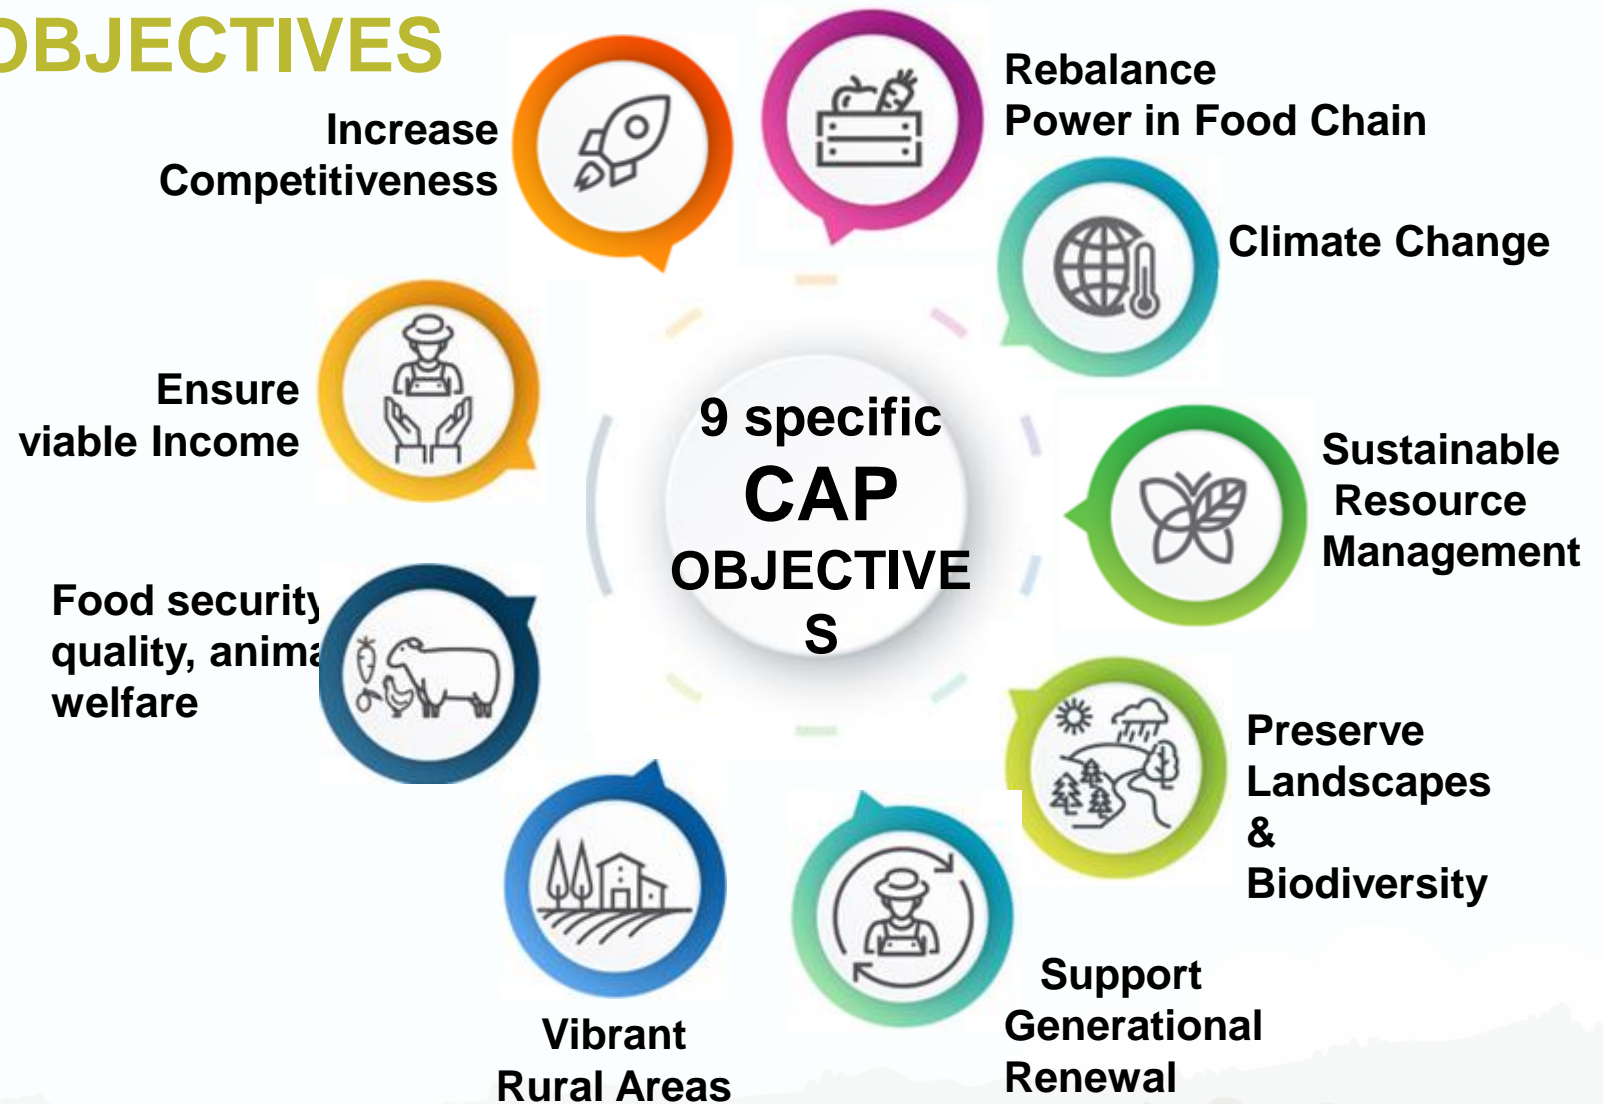 OBJECTIVES
Increase
Competitiveness
Rebalance
Power in Food Chain
Climate Change
Ensure
viable Income
9 specific
CAP
OBJECTIVE
S
Sustainable
Resource
Management
Food security
quality, anima
welfare
Preserve
Landscapes
&
Biodiversity
Support
Generational
Renewal
Vibrant
Rural Areas